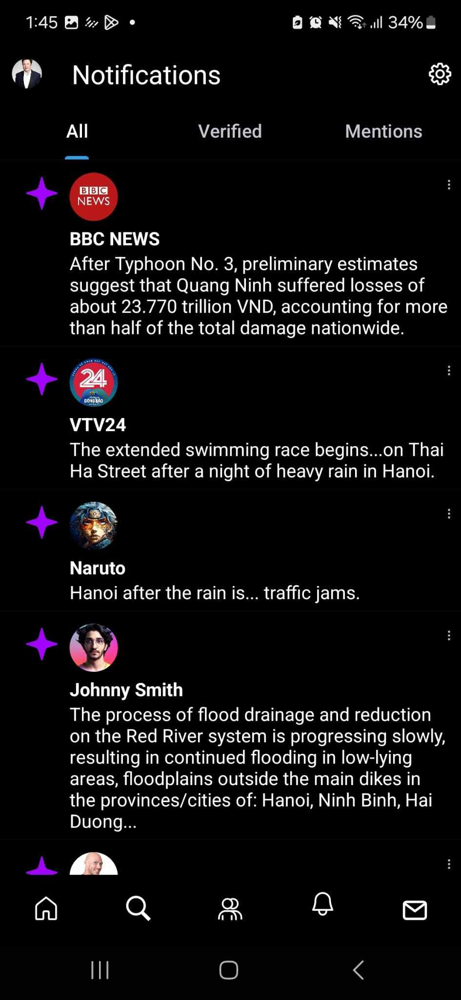 1:45
34%
Notifications
All Verified Mentions
BBC
NEWS
BBC NEWS
After Typhoon No. 3, preliminary estimates
suggest that Quang Ninh suffered losses of
about 23.770 trillion VND, accounting for more
than half of the total damage nationwide.
24
ĐỒNG BÀO
VTV24
The extended swimming race begins...on Thai
Ha Street after a night of heavy rain in Hanoi.
Naruto
Hanoi after the rain is... traffic jams.
Johnny Smith
The process of flood drainage and reduction
on the Red River system is progressing slowly,
resulting in continued flooding in low-lying
areas, floodplains outside the main dikes in
the provinces/cities of: Hanoi, Ninh Binh, Hai
Duong...